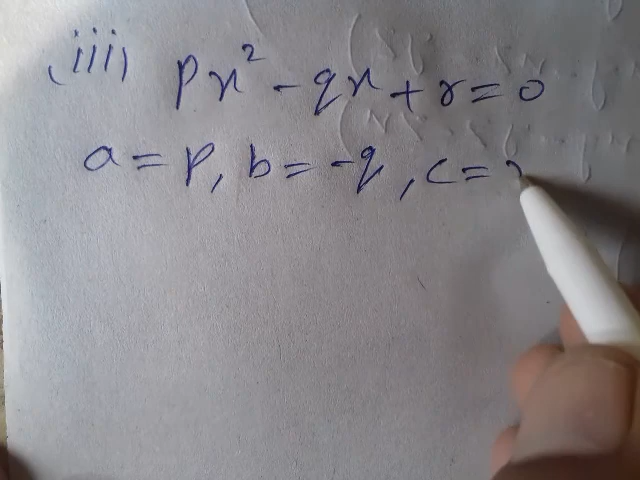 (iii) px² - qx + r = 0
a = p, b = -q, c =